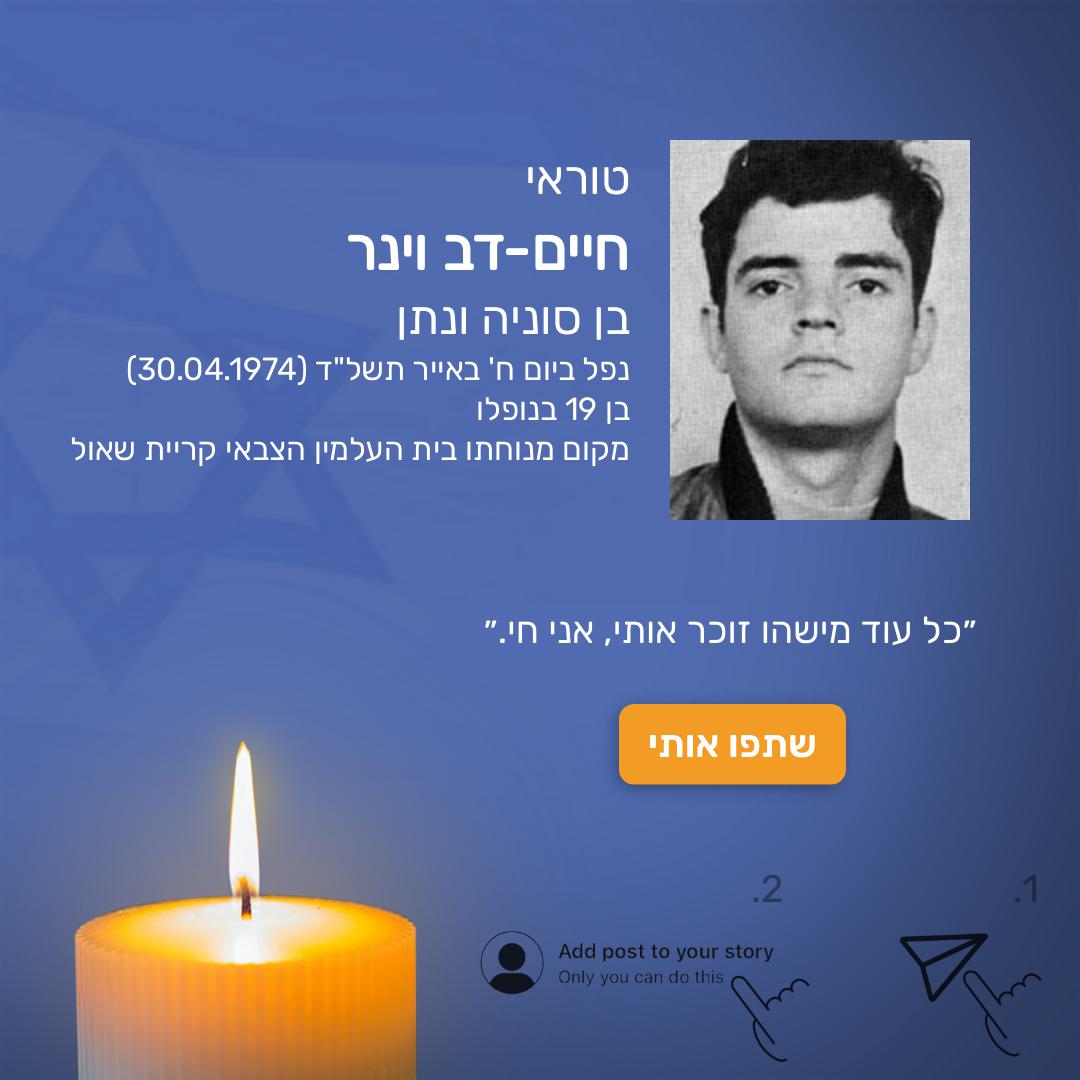 טוראי
חיים-דב וינר
בן סוניה ונתן
נפל ביום ח' באייר תשל"ד (30.04.1974)
בן 19 בנופלו
מקום מנוחתו בית העלמין הצבאי קריית שאול
"כל עוד מישהו זוכר אותי, אני חי."
שתפו אותי
.1
.2
Add post to your story
Only you can do this